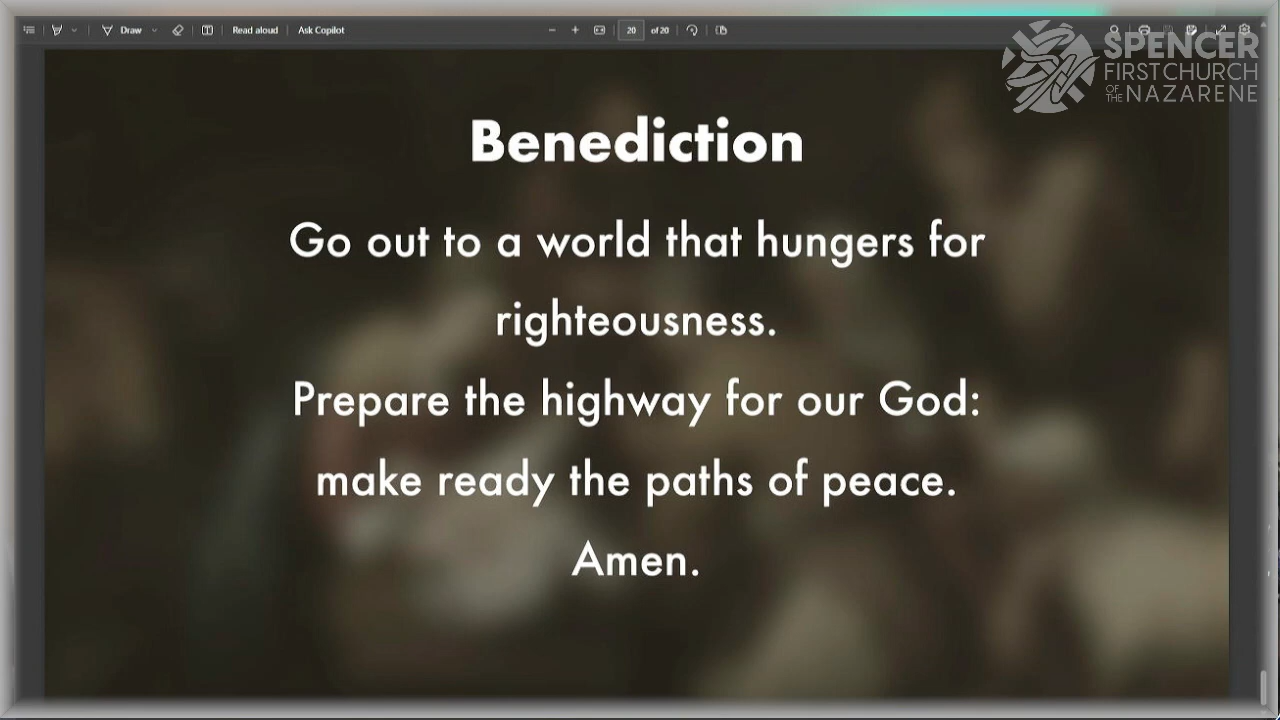 Draw
Read aloud
Ask Copilot
20
of 20
SPENCER
FIRST CHURCH
OF THE NAZARENE
Benediction
Go out to a world that hungers for
righteousness.
Prepare the highway for our God:
make ready the paths of peace.
Amen.